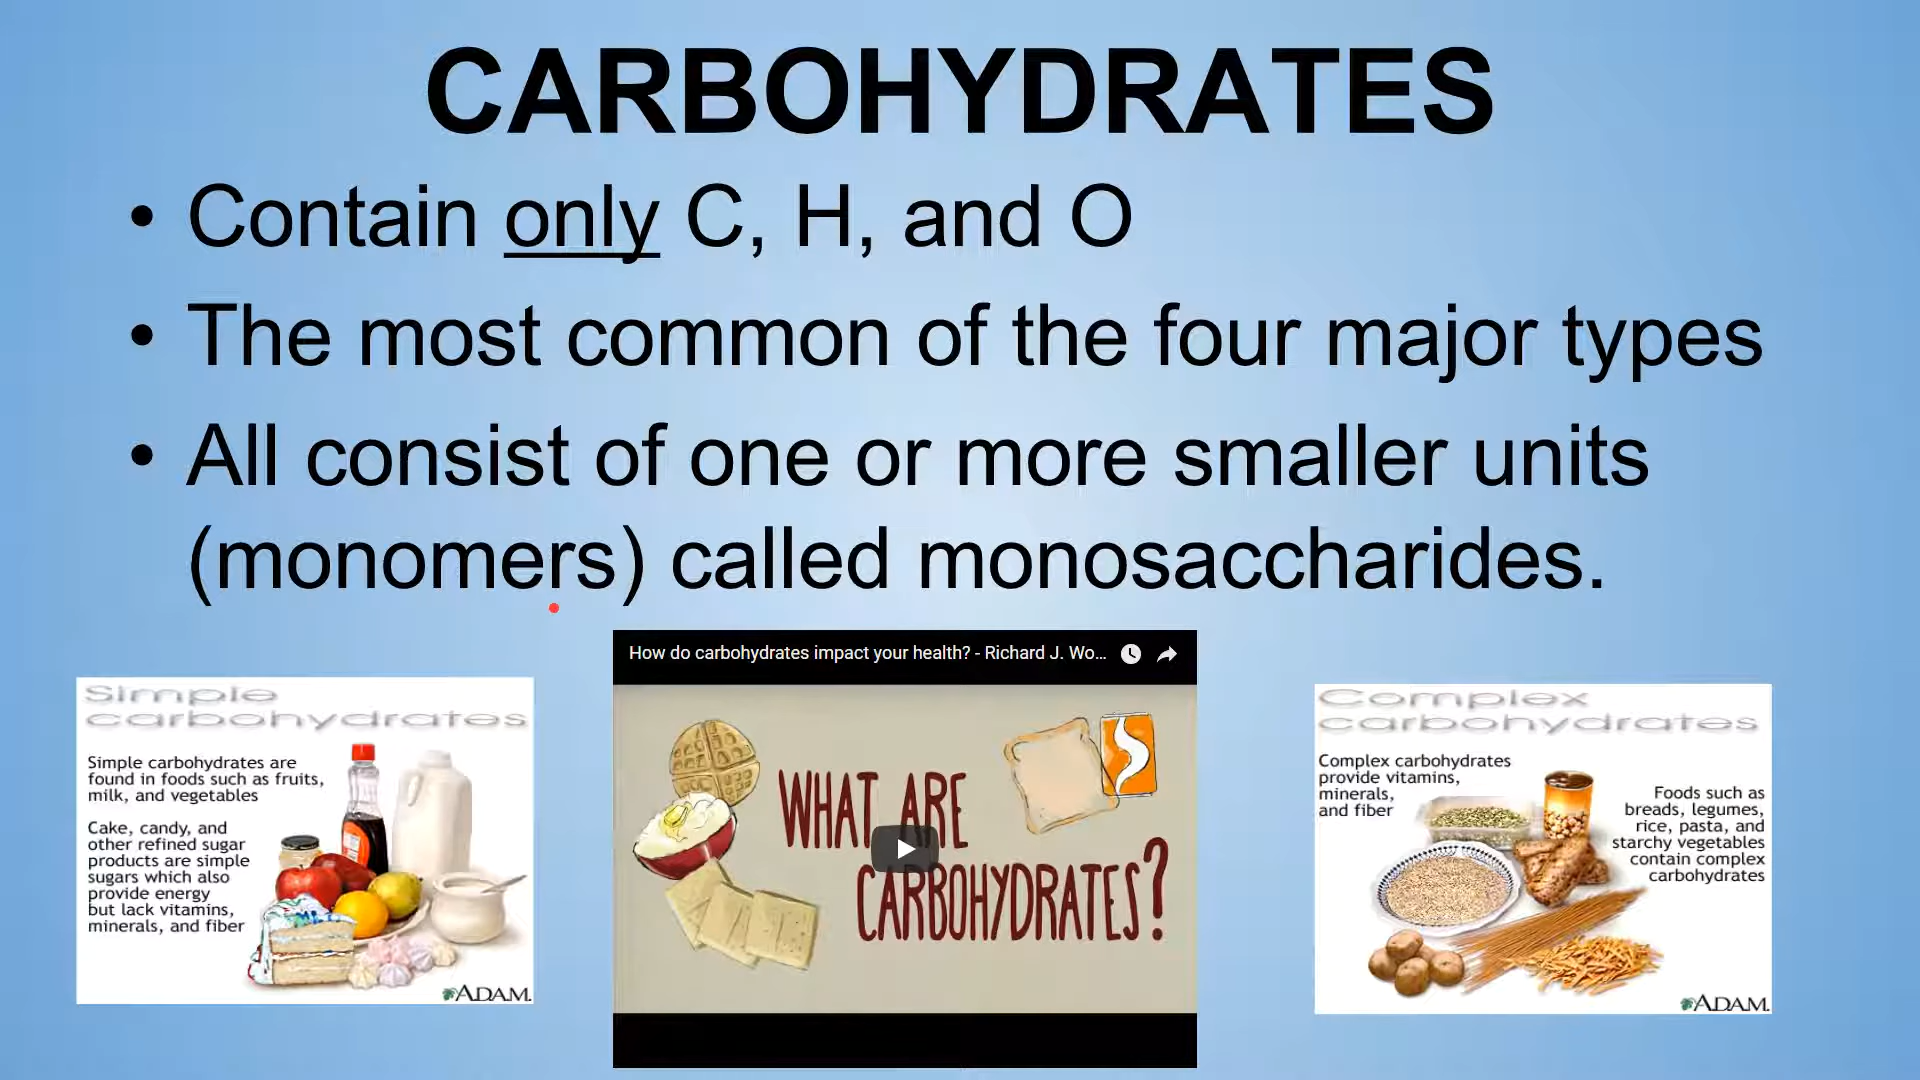 CARBOHYDRATES
• Contain only C, H, and O
• The most common of the four major types
• All consist of one or more smaller units
(monomers) called monosaccharides.
Simple
carbohydrates
Simple carbohydrates are
found in foods such as fruits,
milk, and vegetables
Cake, candy, and
other refined sugar
products are simple
sugars which also
provide energy
but lack vitamins,
minerals, and fiber
ADAM.
How do carbohydrates impact your health? - Richard J. Wo...
WHAT ARE
CARBOHYDRATES?
Complex
carbohydrates
Complex carbohydrates
provide vitamins,
minerals,
and fiber
Foods such as
breads, legumes,
rice, pasta, and
starchy vegetables
contain complex
carbohydrates
ADAM.